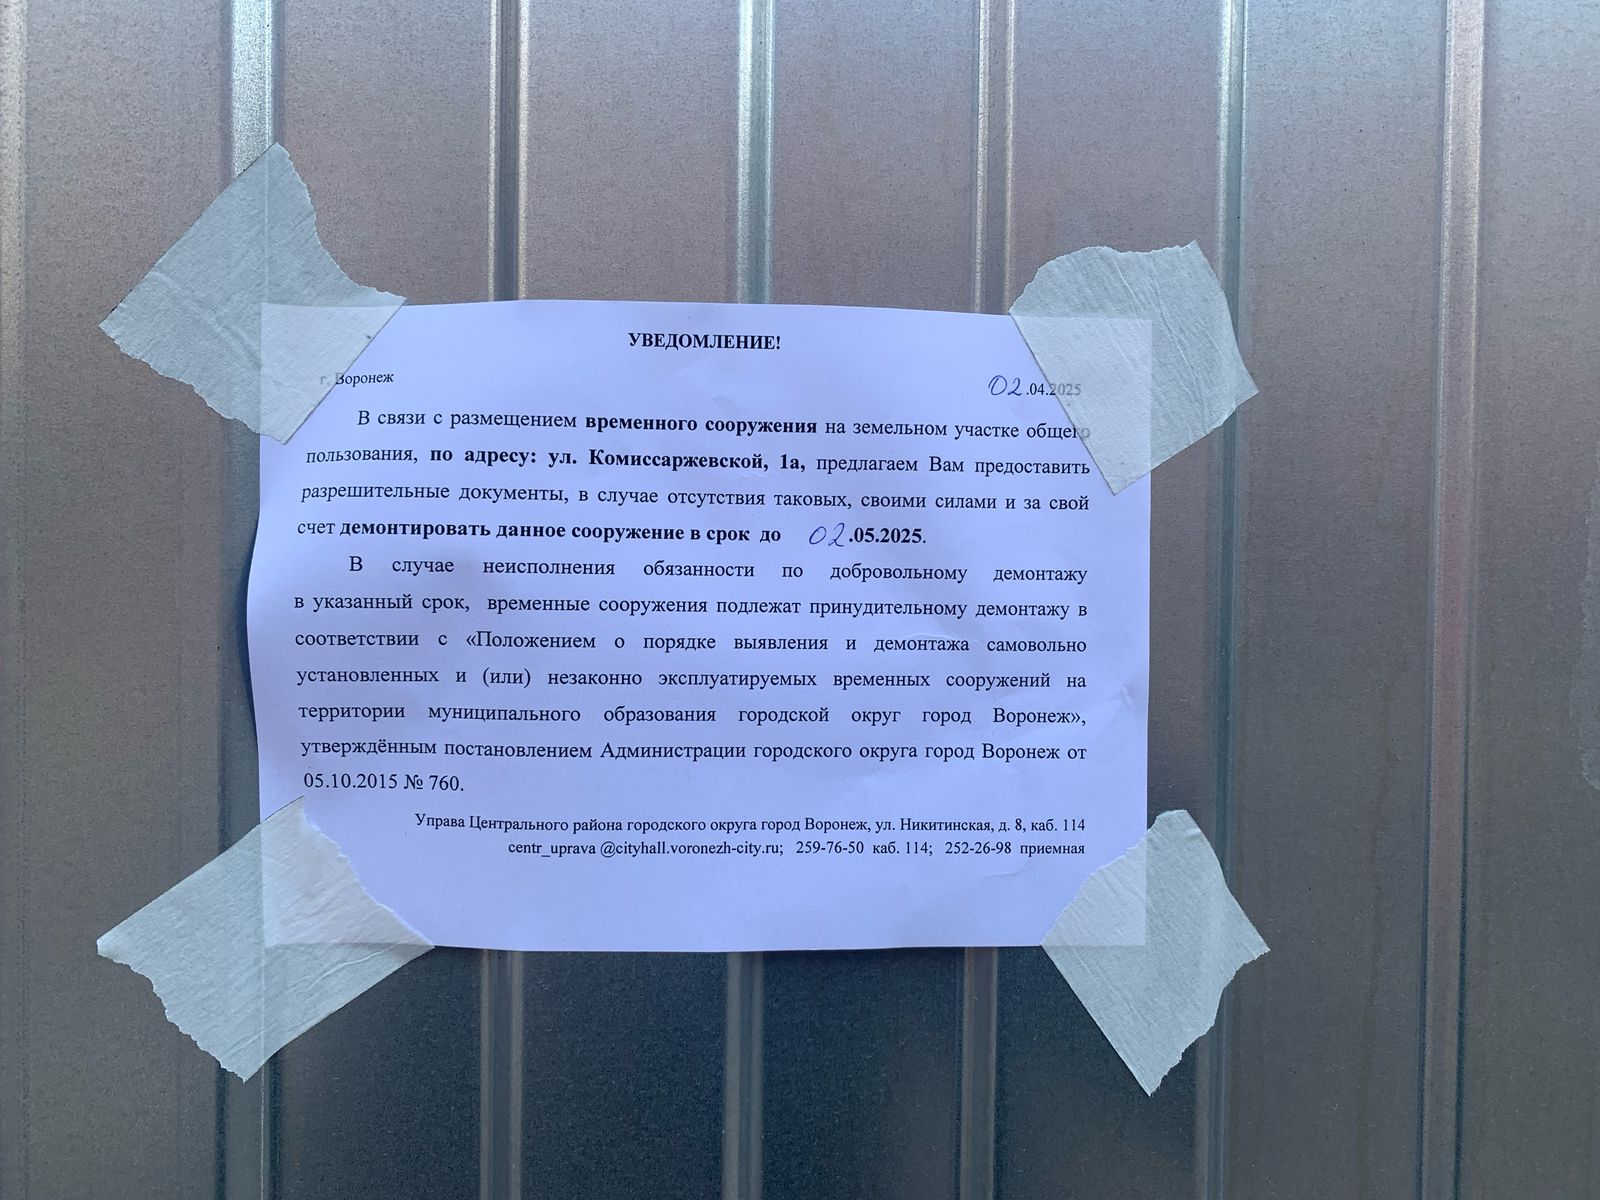 УВЕДОМЛЕНИЕ!
г. Воронеж 02.04.2025
В связи с размещением временного сооружения на земельном участке общего
пользования, по адресу: ул. Комиссаржевской, 1а, предлагаем Вам предоставить
разрешительные документы, в случае отсутствия таковых, своими силами и за свой
счет демонтировать данное сооружение в срок до 02.05.2025.
В случае неисполнения обязанности по добровольному демонтажу
в указанный срок, временные сооружения подлежат принудительному демонтажу в
соответствии с «Положением о порядке выявления и демонтажа самовольно
установленных и (или) незаконно эксплуатируемых временных сооружений на
территории муниципального образования городской округ город Воронеж»,
утверждённым постановлением Администрации городского округа город Воронеж от
05.10.2015 № 760.
Управа Центрального района городского округа город Воронеж, ул. Никитинская, д. 8, каб. 114
centr_uprava @cityhall.voronezh-city.ru; 259-76-50 каб. 114; 252-26-98 приемная